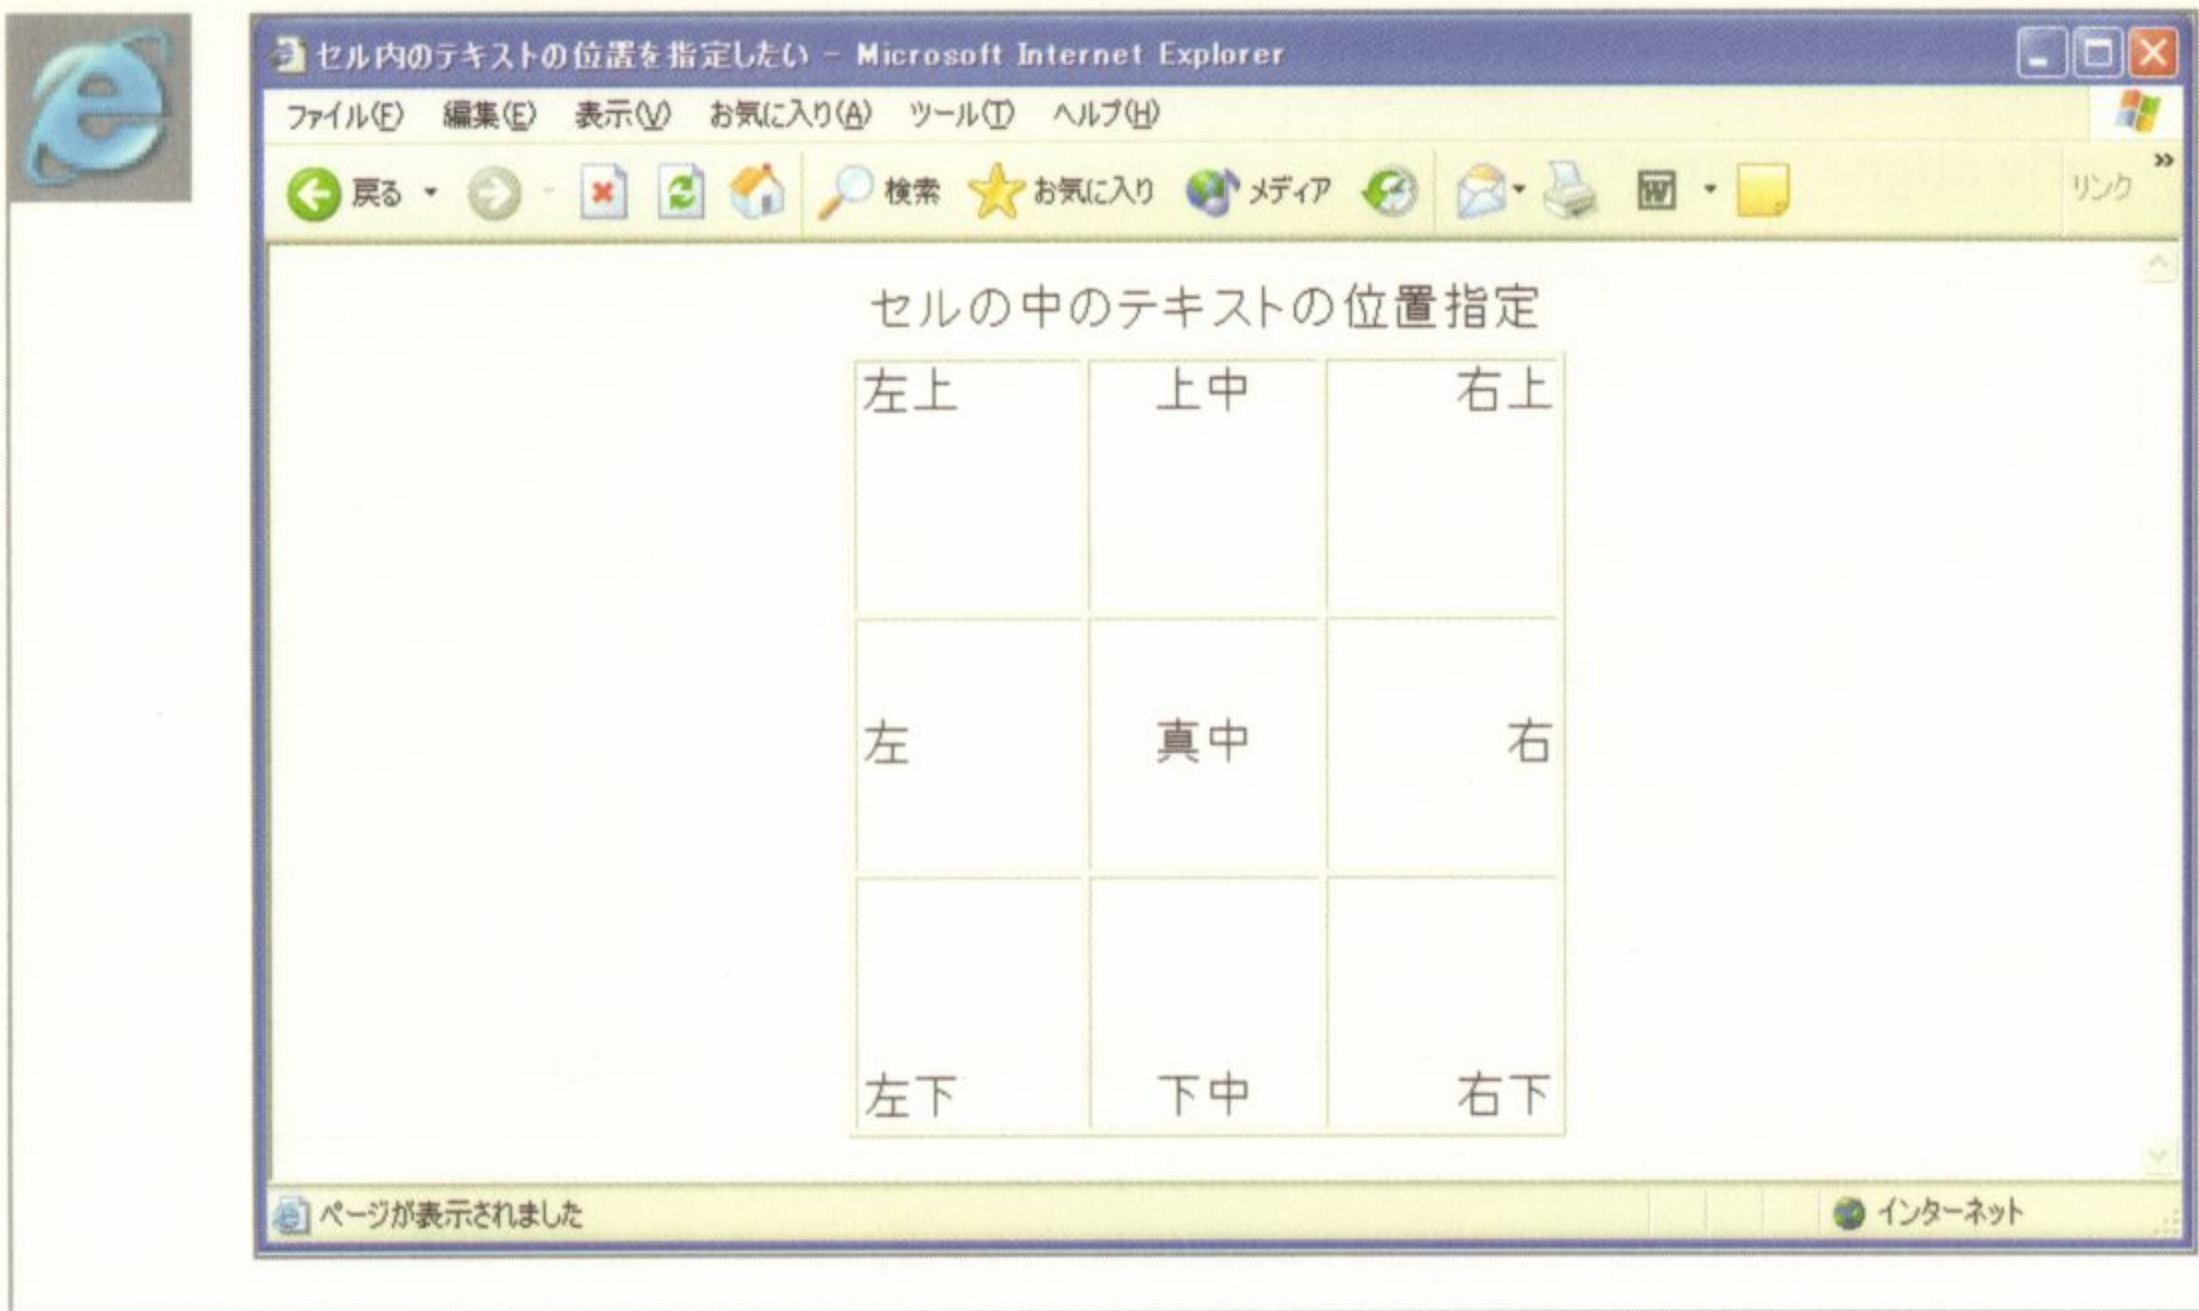 セル内のテキストの位置を指定したい - Microsoft Internet Explorer
ファイル(F) 編集(E) 表示(V) お気に入り(A) ツール(T) ヘルプ(H)
戻る 検索 お気に入り メディア リンク »
セルの中のテキストの位置指定
左上 上中 右上
左 真中 右
左下 下中 右下
ページが表示されました インターネット